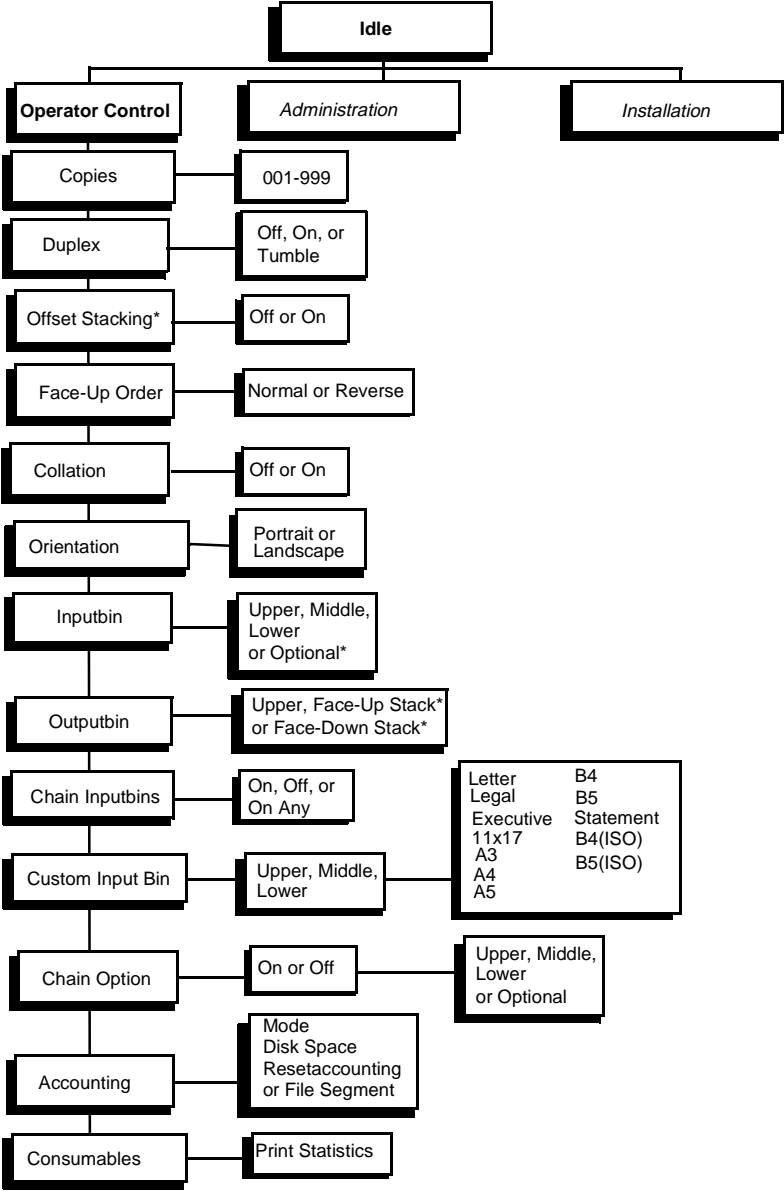 Idle
Operator Control
Administration
Installation
Copies
001-999
Duplex
Off, On, or
Tumble
Offset Stacking*
Off or On
Face-Up Order
Normal or Reverse
Collation
Off or On
Orientation
Portrait or
Landscape
Inputbin
Upper, Middle,
Lower
or Optional*
Outputbin
Upper, Face-Up Stack*
or Face-Down Stack*
Chain Inputbins
On, Off, or
On Any
Custom Input Bin
Upper, Middle,
Lower
Letter
Legal
Executive
11x17
A3
A4
A5
B4
B5
Statement
B4(ISO)
B5(ISO)
Chain Option
On or Off
Upper, Middle,
Lower
or Optional
Accounting
Mode
Disk Space
Resetaccounting
or File Segment
Consumables
Print Statistics